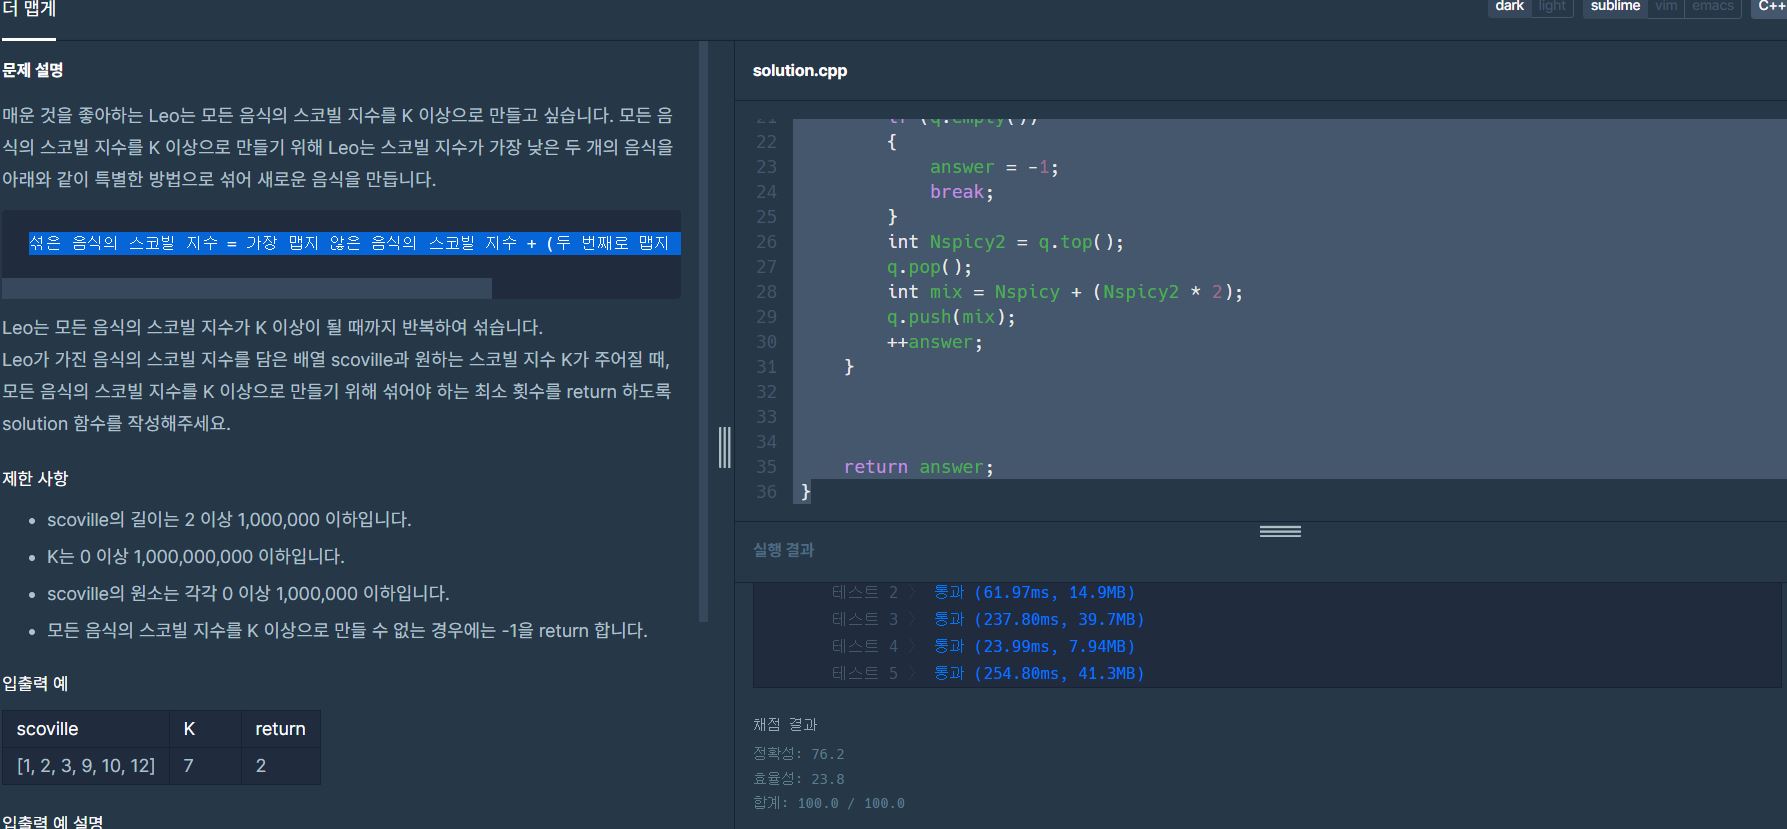 더 맵게
dark light sublime vim emacs C++
문제 설명
매운 것을 좋아하는 Leo는 모든 음식의 스코빌 지수를 K 이상으로 만들고 싶습니다. 모든 음
식의 스코빌 지수를 K 이상으로 만들기 위해 Leo는 스코빌 지수가 가장 낮은 두 개의 음식을
아래와 같이 특별한 방법으로 섞어 새로운 음식을 만듭니다.
섞은 음식의 스코빌 지수 = 가장 맵지 않은 음식의 스코빌 지수 + (두 번째로 맵지
Leo는 모든 음식의 스코빌 지수가 K 이상이 될 때까지 반복하여 섞습니다.
Leo가 가진 음식의 스코빌 지수를 담은 배열 scoville과 원하는 스코빌 지수 K가 주어질 때,
모든 음식의 스코빌 지수를 K 이상으로 만들기 위해 섞어야 하는 최소 횟수를 return 하도록
solution 함수를 작성해주세요.
제한 사항
• scoville의 길이는 2 이상 1,000,000 이하입니다.
• K는 0 이상 1,000,000,000 이하입니다.
• scoville의 원소는 각각 0 이상 1,000,000 이하입니다.
• 모든 음식의 스코빌 지수를 K 이상으로 만들 수 없는 경우에는 -1을 return 합니다.
입출력 예
scoville K return
[1, 2, 3, 9, 10, 12] 7 2
입출력 예 설명
solution.cpp
21 if (q.empty())
22 {
23 answer = -1;
24 break;
25 }
26 int Nspicy2 = q.top();
27 q.pop();
28 int mix = Nspicy + (Nspicy2 * 2);
29 q.push(mix);
30 ++answer;
31 }
32
33
34
35 return answer;
36 }
실행 결과
테스트 2 〉 통과 (61.97ms, 14.9MB)
테스트 3 〉 통과 (237.80ms, 39.7MB)
테스트 4 〉 통과 (23.99ms, 7.94MB)
테스트 5 〉 통과 (254.80ms, 41.3MB)
채점 결과
정확성: 76.2
효율성: 23.8
합계: 100.0 / 100.0